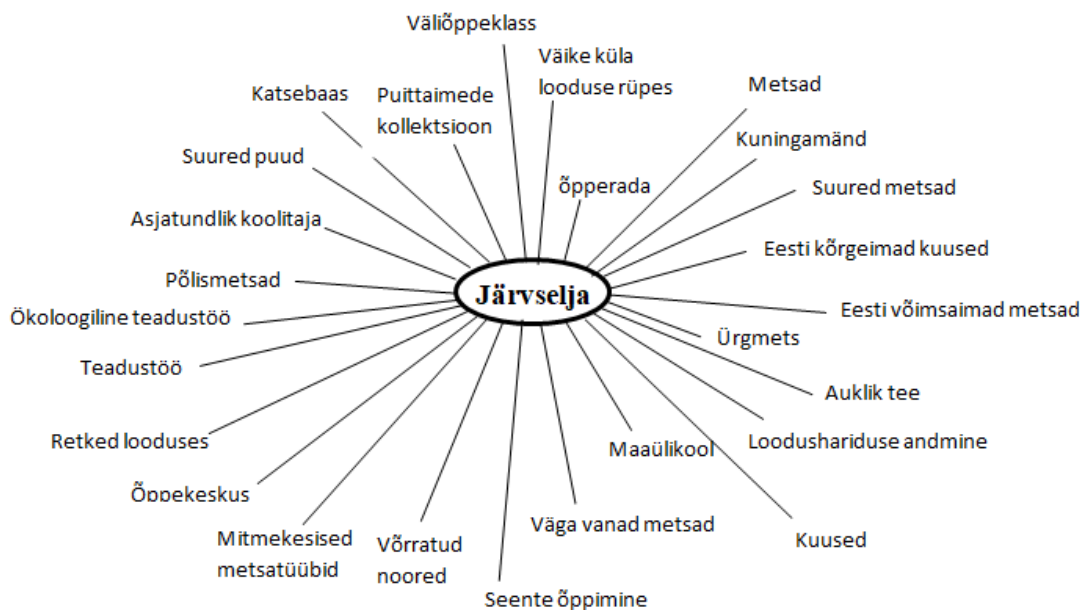 Väliõppeklass
Väike küla
looduse rüpes
Metsad
Katsebaas
Puittaimede
kollektsioon
Kuningamänd
Suured puud
õpperada
Suured metsad
Asjatundlik koolitaja
Eesti kõrgeimad kuused
Põlismetsad
Järvselja
Ökoloogiline teadustöö
Eesti võimsaimad metsad
Ürgmets
Teadustöö
Auklik tee
Retked looduses
Maaülikool
Loodushariduse andmine
Õppekeskus
Mitmekesised
metsatüübid
Võrratud
noored
Väga vanad metsad
Kuused
Seente õppimine